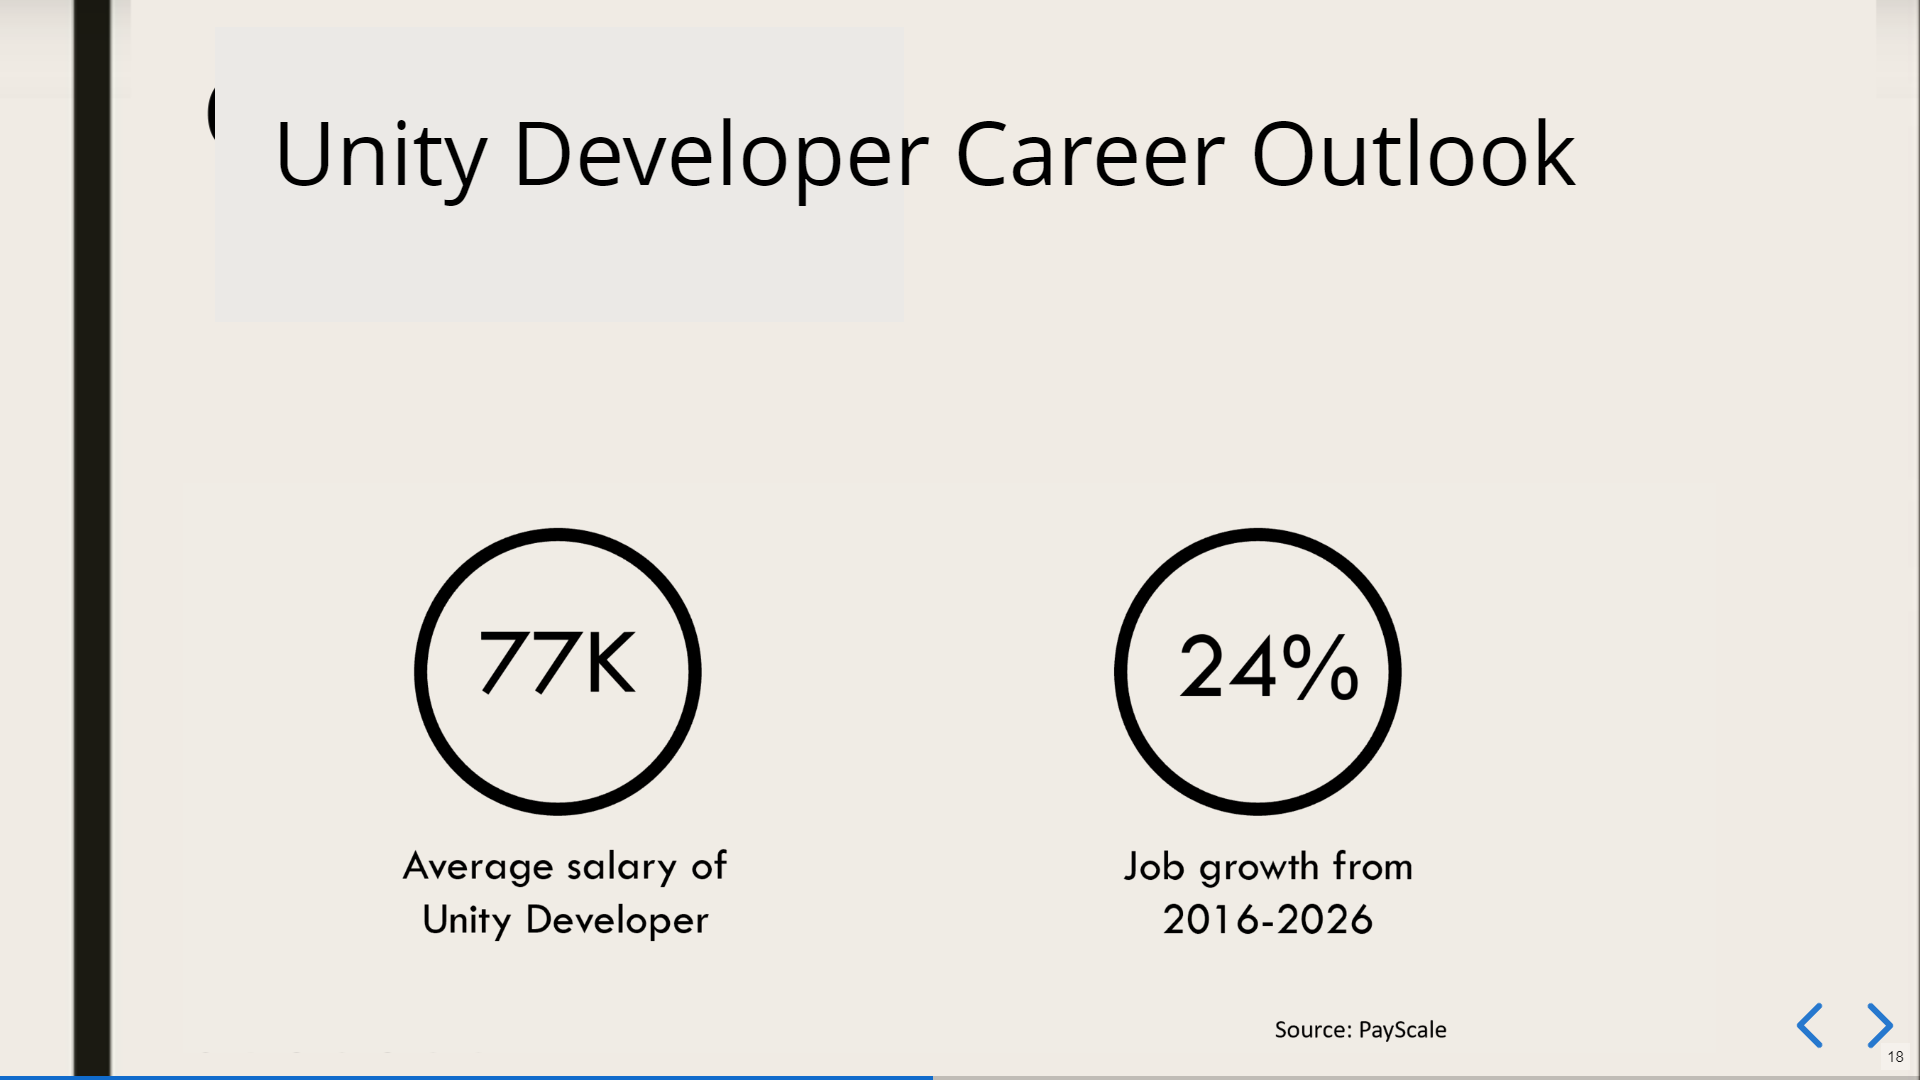 Unity Developer Career Outlook
77K
24%
Average salary of
Unity Developer
Job growth from
2016-2026
Source: PayScale
18